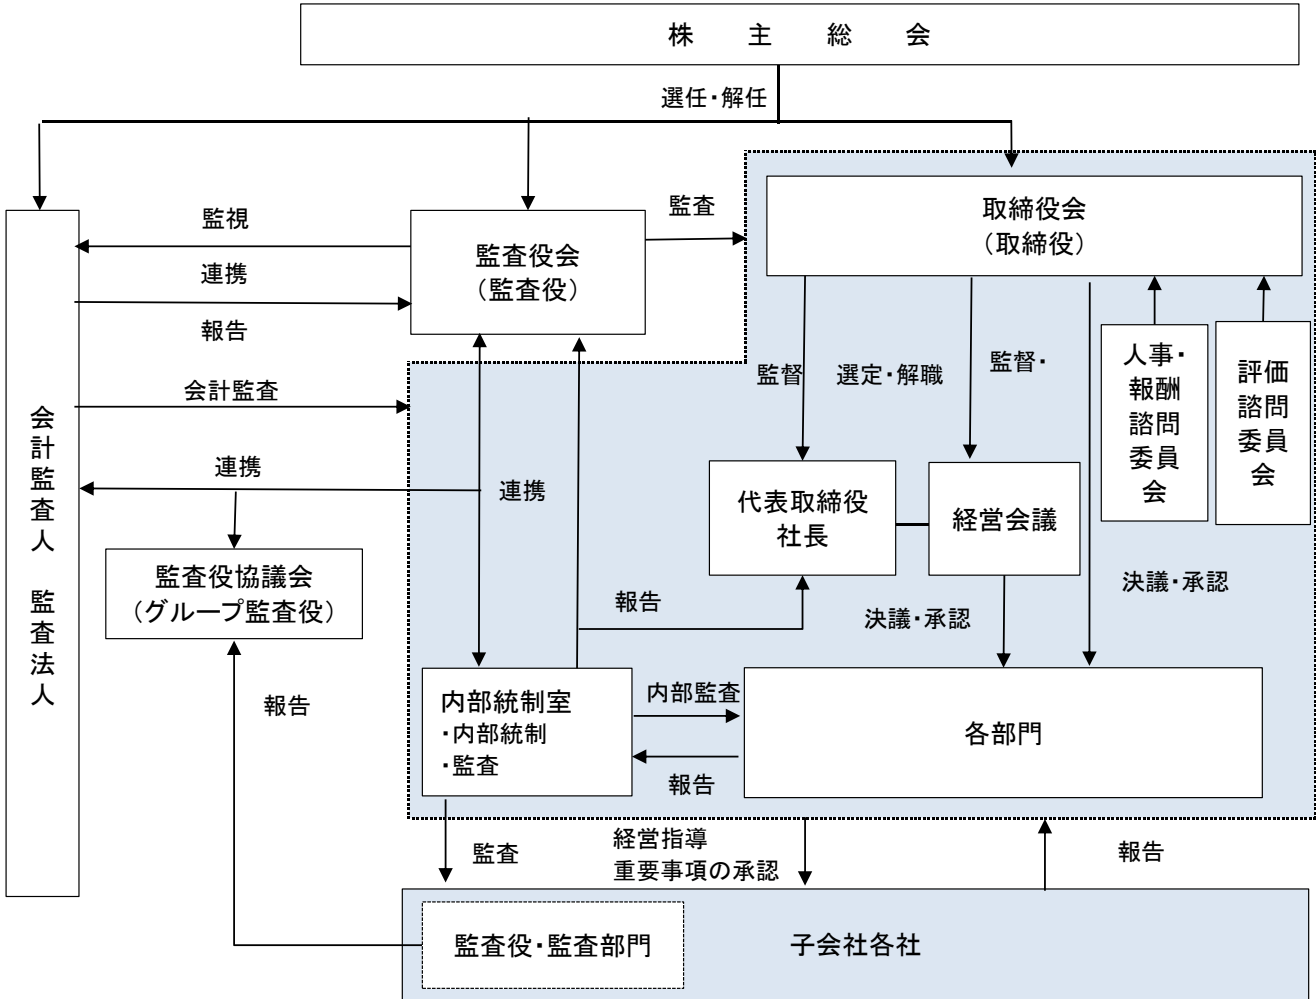 株 主 総 会
選任・解任
取締役会
(取締役)
監査
監視
監査役会
(監査役)
連携
報告
会計監査
会計監査人 監査法人
監督
選定・解職
監督・
人事・
報酬
諮問
委員
会
評価
諮問
委員
会
連携
連携
代表取締役
社長
経営会議
監査役協議会
(グループ監査役)
報告
決議・承認
決議・承認
報告
内部統制室
・内部統制
・監査
内部監査
報告
各部門
監査
経営指導
重要事項の承認
報告
監査役・監査部門
子会社各社